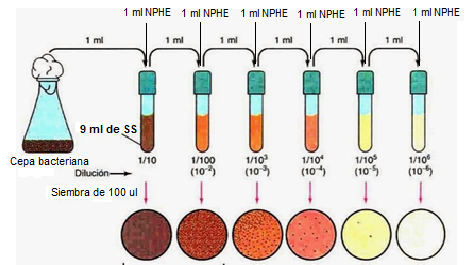 1 ml NPHE 1 ml NPHE 1 ml NPHE 1 ml NPHE 1 ml NPHE 1 ml NPHE
1 ml 1 ml 1 ml 1 ml 1 ml 1 ml
9 ml de SS
Cepa bacteriana
1/10 1/100 1/10³ 1/10⁴ 1/10⁵ 1/10⁶
Dilución (10⁻²) (10⁻³) (10⁻⁴) (10⁻⁵) (10⁻⁶)
Siembra de 100 ul